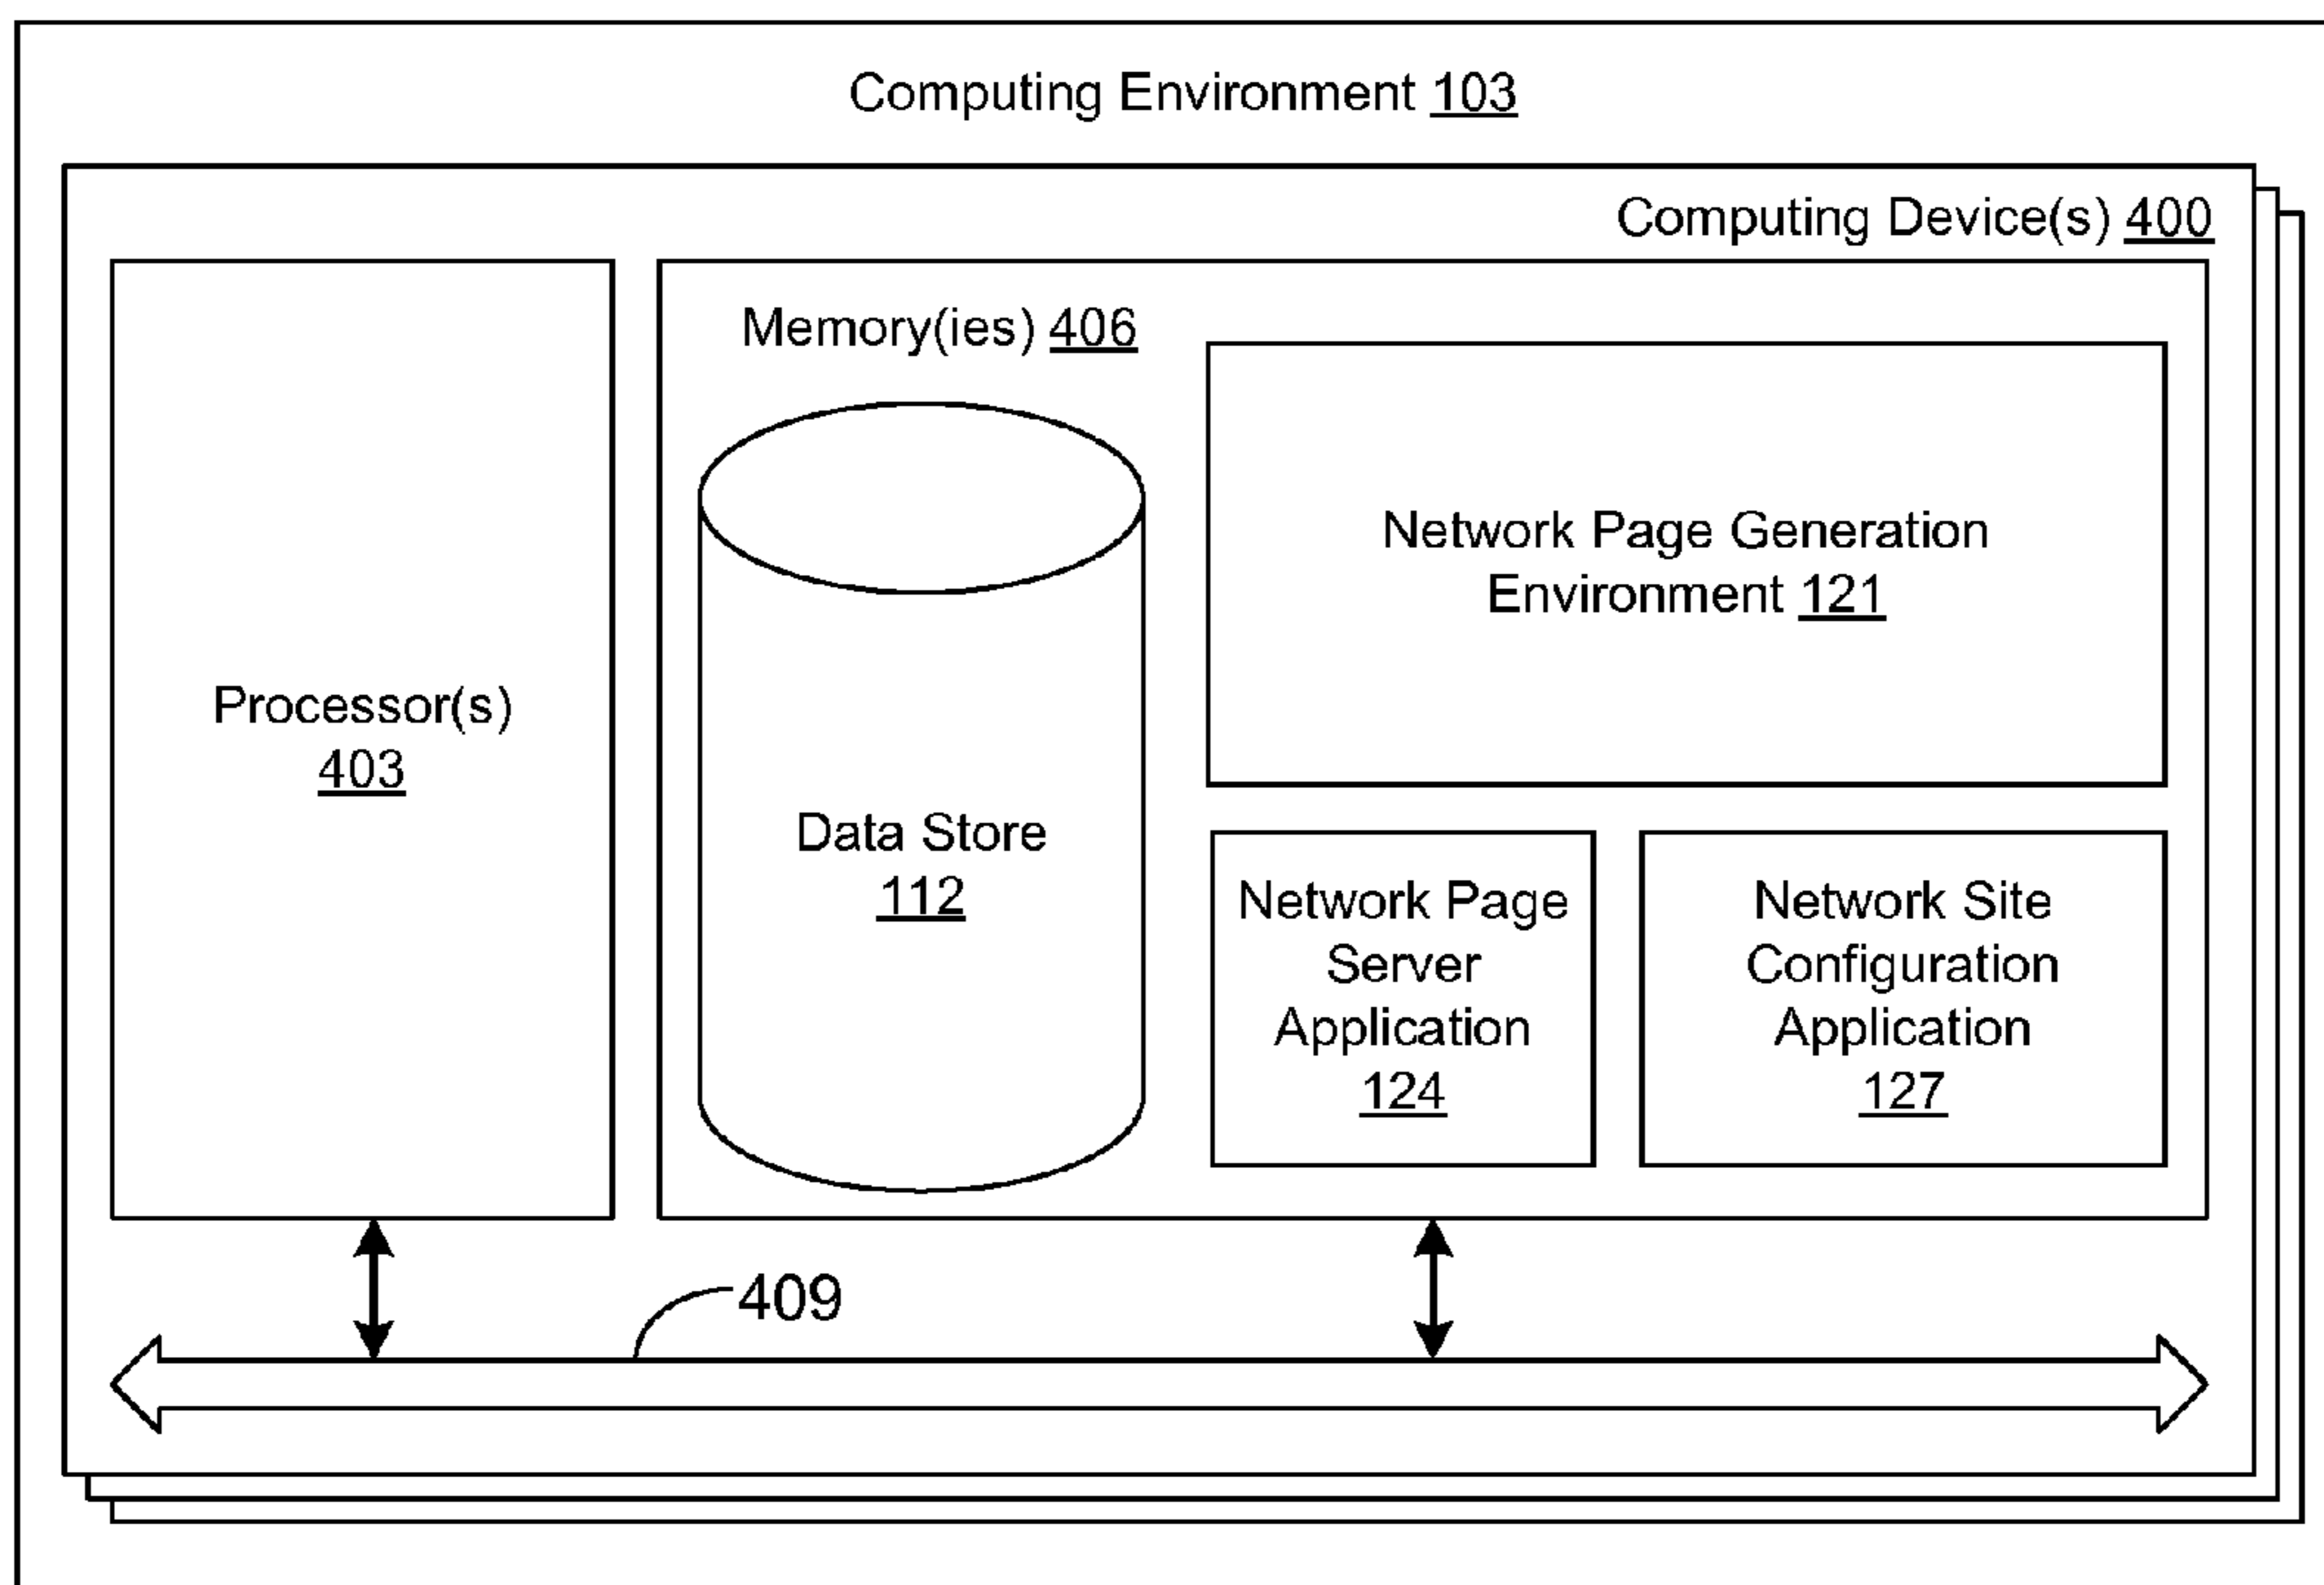 Computing Environment 103
Computing Device(s) 400
Processor(s)
403
Memory(ies) 406
Data Store
112
Network Page Generation
Environment 121
Network Page
Server
Application
124
Network Site
Configuration
Application
127
409